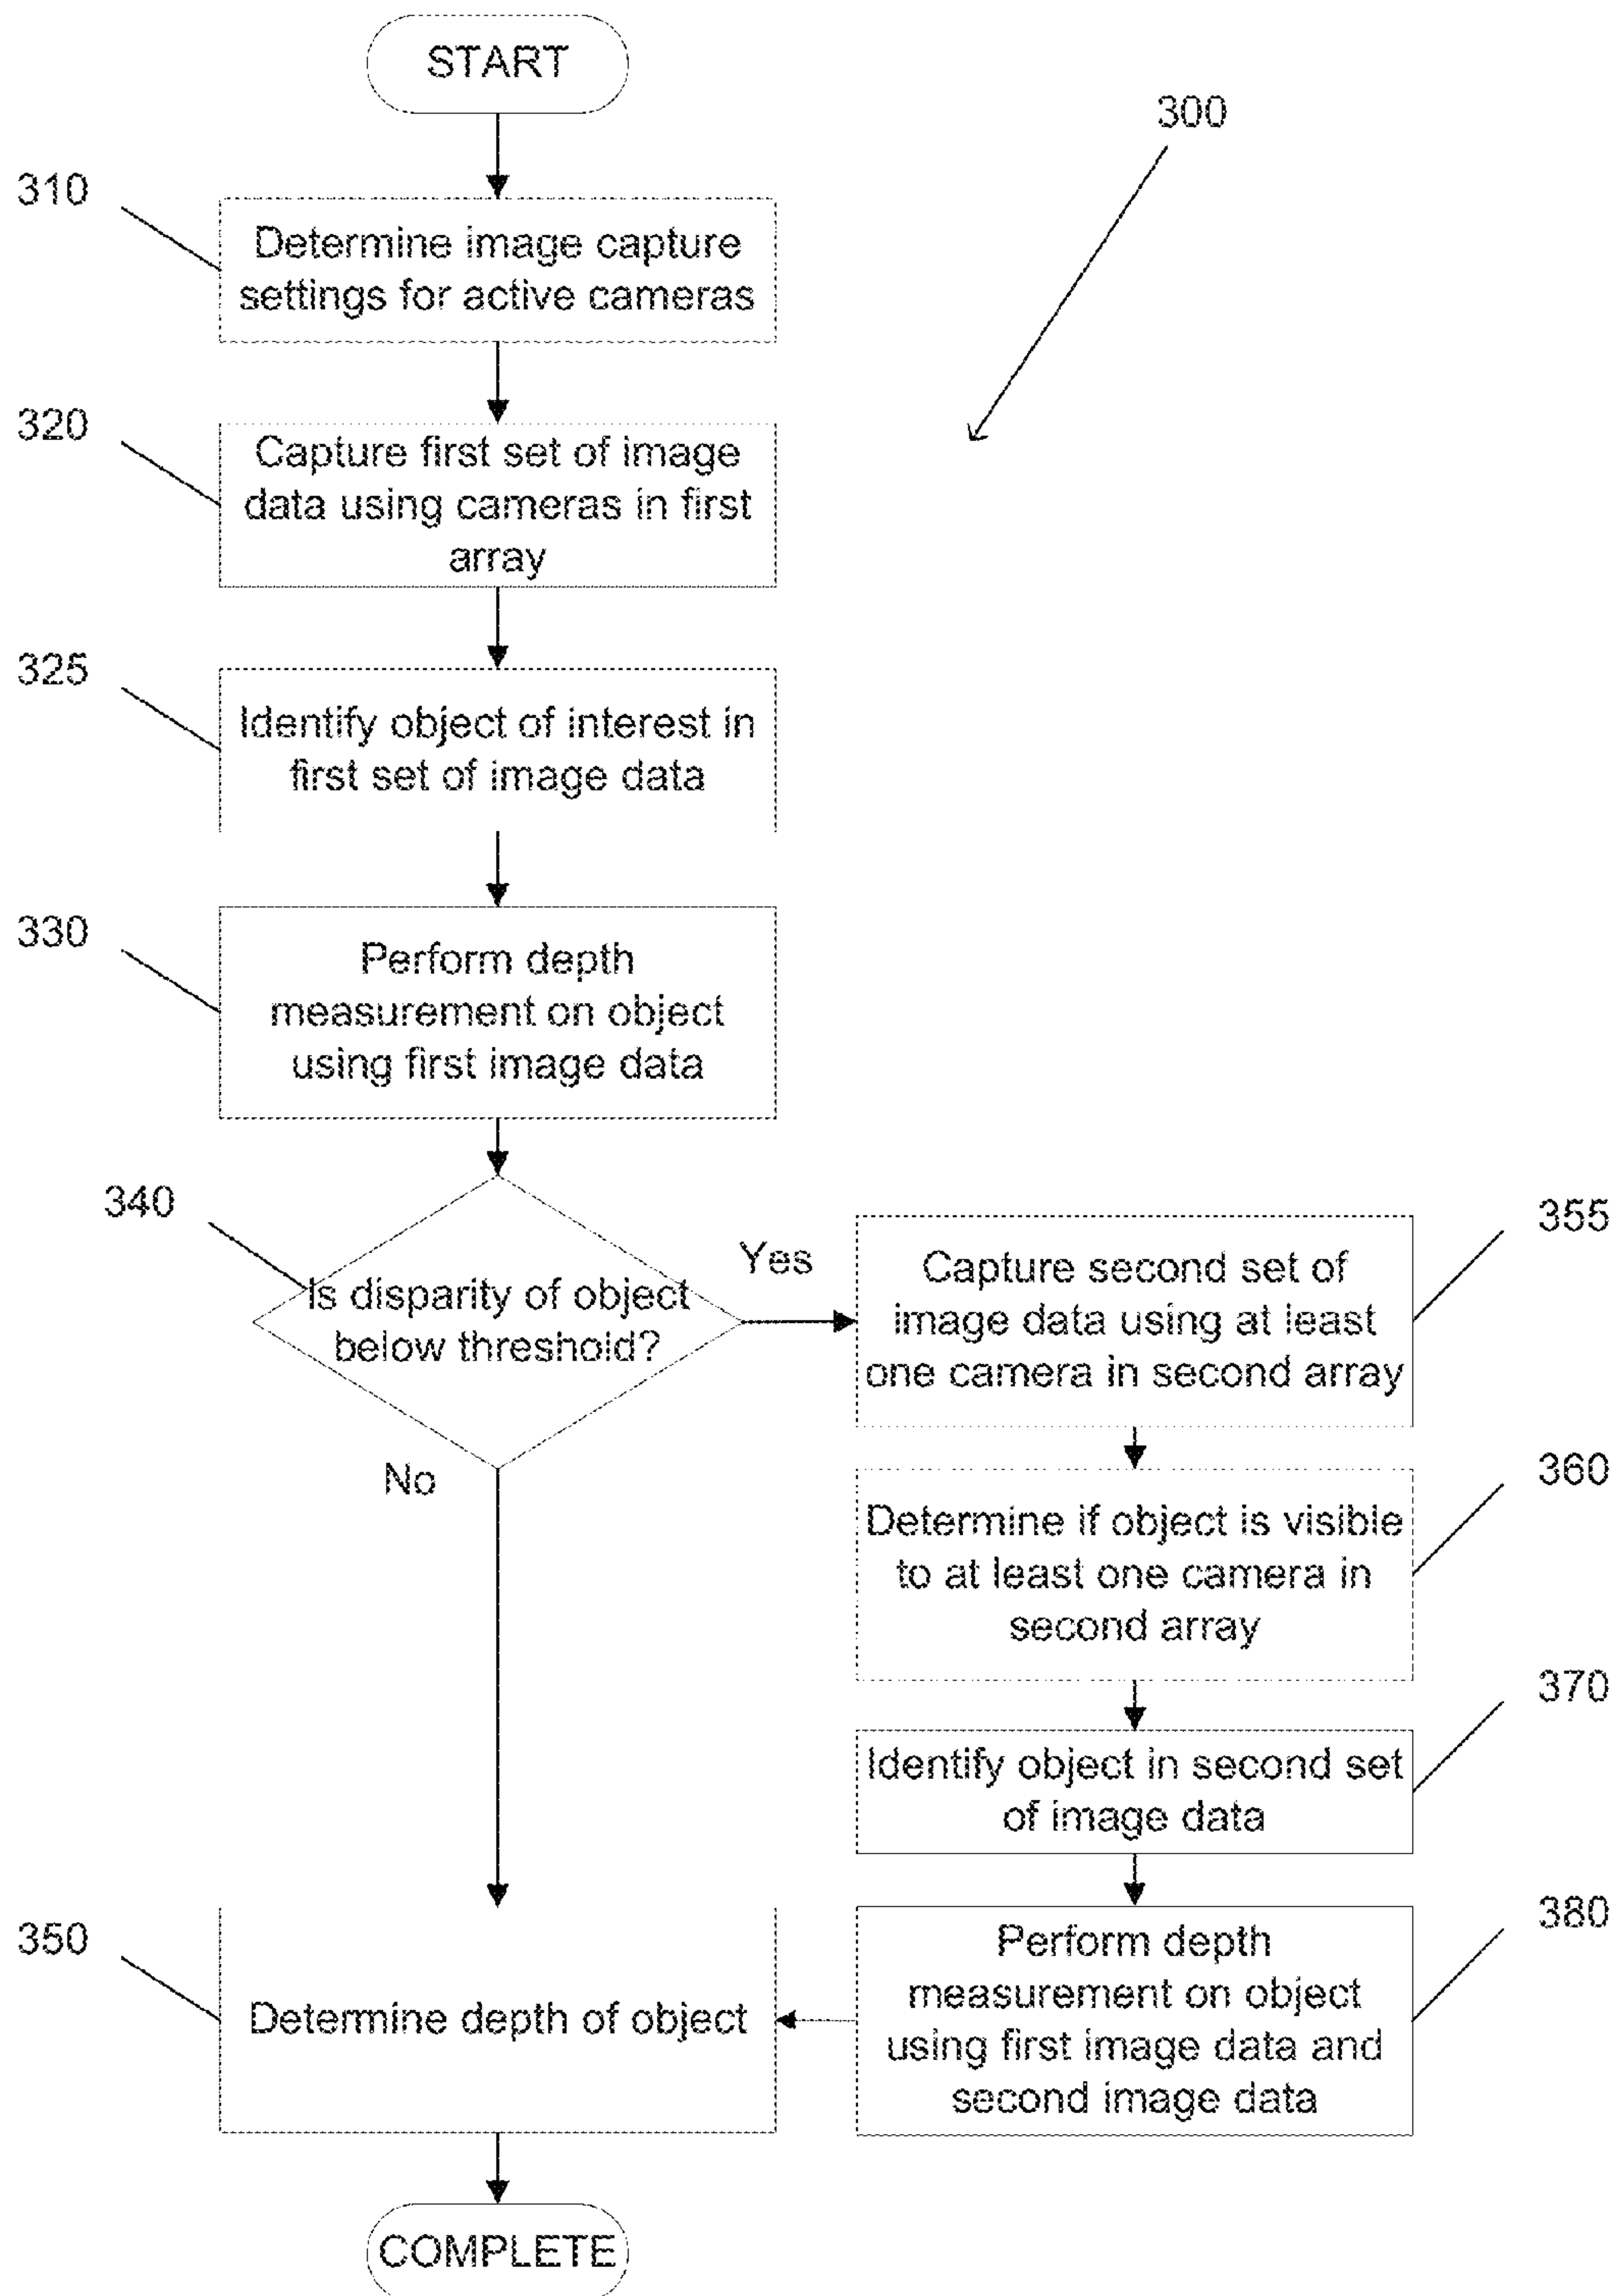 START
300
310
Determine image capture
settings for active cameras
320
Capture first set of image
data using cameras in first
array
325
Identify object of interest in
first set of image data
330
Perform depth
measurement on object
using first image data
340
Is disparity of object
below threshold?
Yes
No
355
Capture second set of
image data using at least
one camera in second array
360
Determine if object is visible
to at least one camera in
second array
370
Identify object in second set
of image data
380
Perform depth
measurement on object
using first image data and
second image data
350
Determine depth of object
COMPLETE